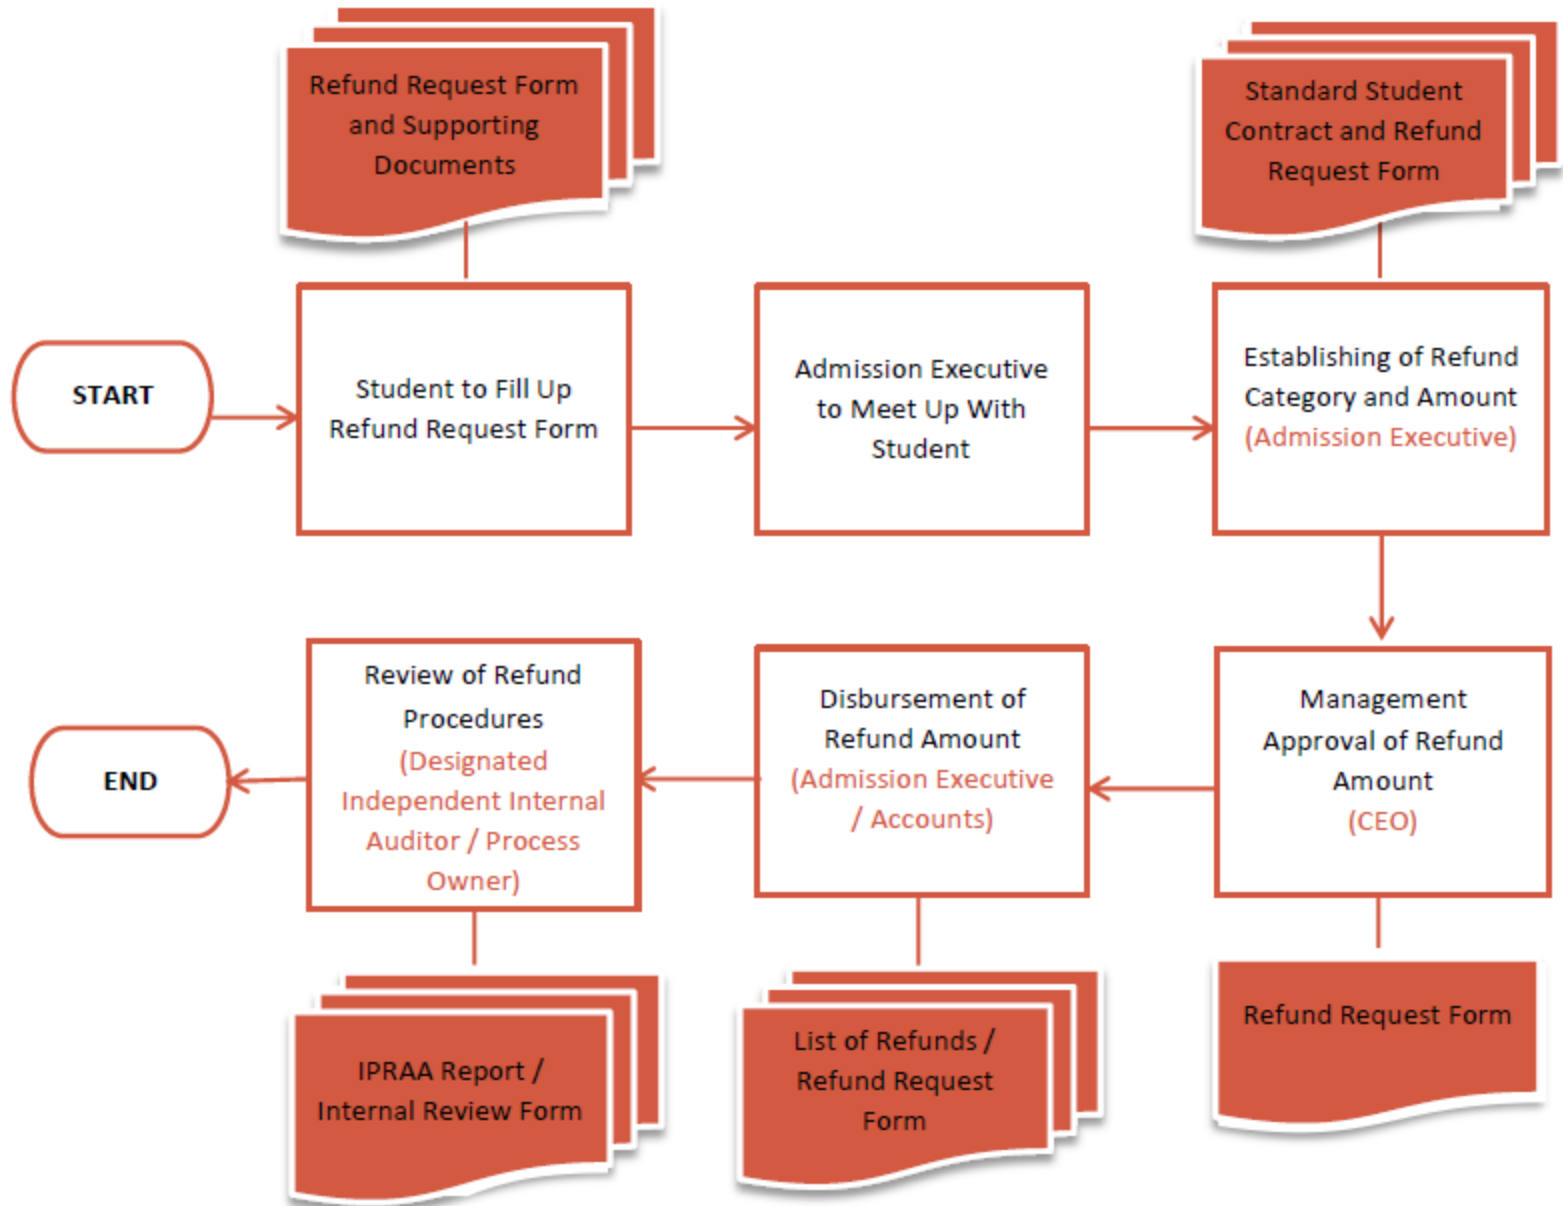 Refund Request Form
and Supporting
Documents
Standard Student
Contract and Refund
Request Form
START
Student to Fill Up
Refund Request Form
Admission Executive
to Meet Up With
Student
Establishing of Refund
Category and Amount
(Admission Executive)
Management
Approval of Refund
Amount
(CEO)
Disbursement of
Refund Amount
(Admission Executive
/ Accounts)
Review of Refund
Procedures
(Designated
Independent Internal
Auditor / Process
Owner)
END
Refund Request Form
List of Refunds /
Refund Request
Form
IPRAA Report /
Internal Review Form